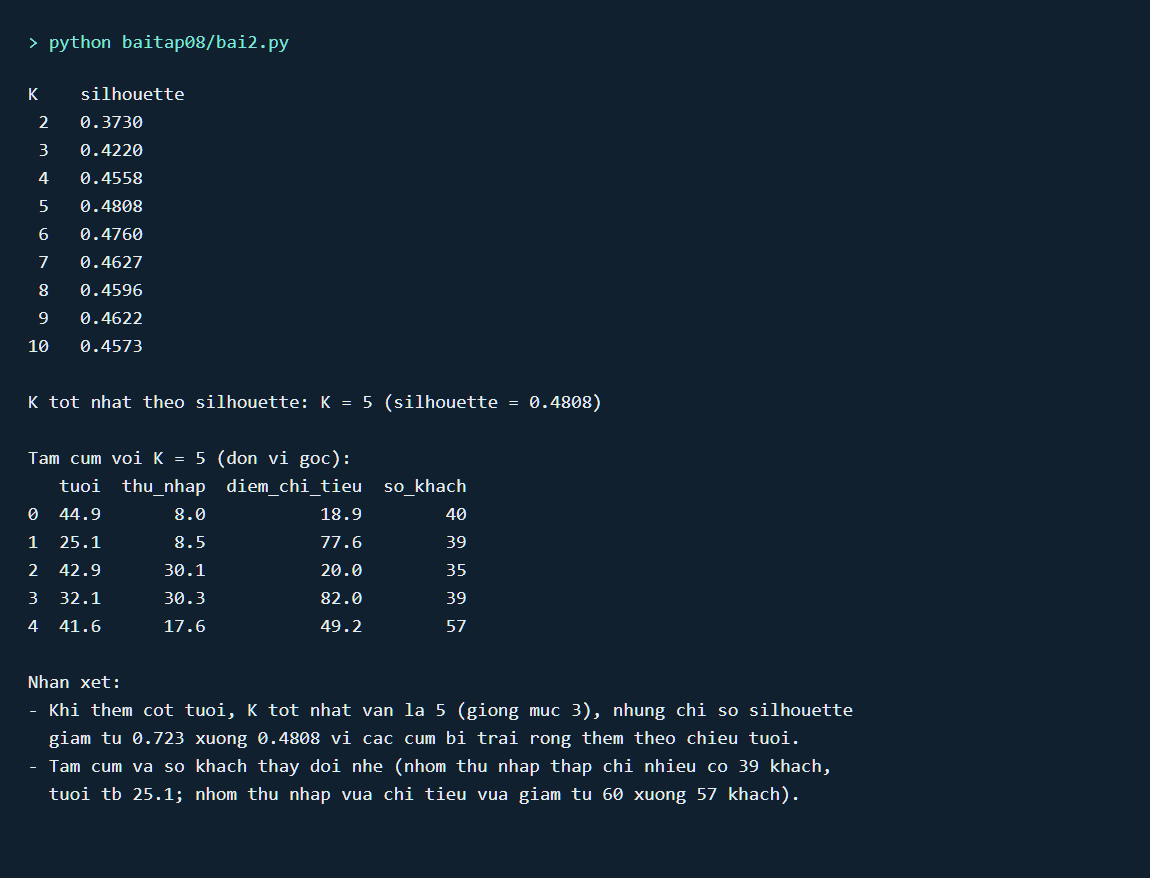 > python baitap08/bai2.py
K    silhouette
 2   0.3730
 3   0.4220
 4   0.4558
 5   0.4808
 6   0.4760
 7   0.4627
 8   0.4596
 9   0.4622
10   0.4573
K tot nhat theo silhouette: K = 5 (silhouette = 0.4808)
Tam cum voi K = 5 (don vi goc):
   tuoi  thu_nhap  diem_chi_tieu  so_khach
0  44.9       8.0           18.9        40
1  25.1       8.5           77.6        39
2  42.9      30.1           20.0        35
3  32.1      30.3           82.0        39
4  41.6      17.6           49.2        57
Nhan xet:
- Khi them cot tuoi, K tot nhat van la 5 (giong muc 3), nhung chi so silhouette
  giam tu 0.723 xuong 0.4808 vi cac cum bi trai rong them theo chieu tuoi.
- Tam cum va so khach thay doi nhe (nhom thu nhap thap chi nhieu co 39 khach,
  tuoi tb 25.1; nhom thu nhap vua chi tieu vua giam tu 60 xuong 57 khach).